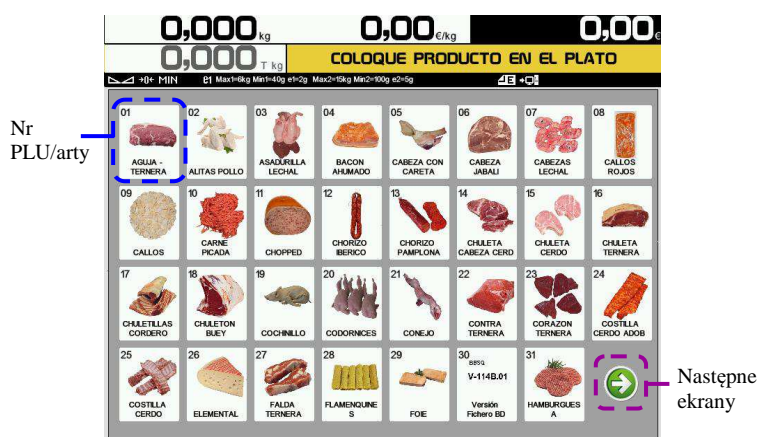 0,000 kg 0,00 €/kg 0,00 €
0,000 T kg COLOQUE PRODUCTO EN EL PLATO
→0← MIN e1 Max1=6kg Min1=40g e1=2g Max2=15kg Min2=100g e2=5g
Nr
PLU/arty
01
AGUJA -
TERNERA
02
ALITAS POLLO
03
ASADURILLA
LECHAL
04
BACON
AHUMADO
05
CABEZA CON
CARETA
06
CABEZA
JABALI
07
CABEZAS
LECHAL
08
CALLOS
ROJOS
09
CALLOS
10
CARNE
PICADA
11
CHOPPED
12
CHORIZO
IBERICO
13
CHORIZO
PAMPLONA
14
CHULETA
CABEZA CERD
15
CHULETA
CERDO
16
CHULETA
TERNERA
17
CHULETILLAS
CORDERO
18
CHULETON
BUEY
19
COCHINILLO
20
CODORNICES
21
CONEJO
22
CONTRA
TERNERA
23
CORAZON
TERNERA
24
COSTILLA
CERDO ADOB
25
COSTILLA
CERDO
26
ELEMENTAL
27
FALDA
TERNERA
28
FLAMENQUINE
S
29
FOIE
30
V-114B.01
Versión
Fichero BD
31
HAMBURGUES
A
Następne
ekrany